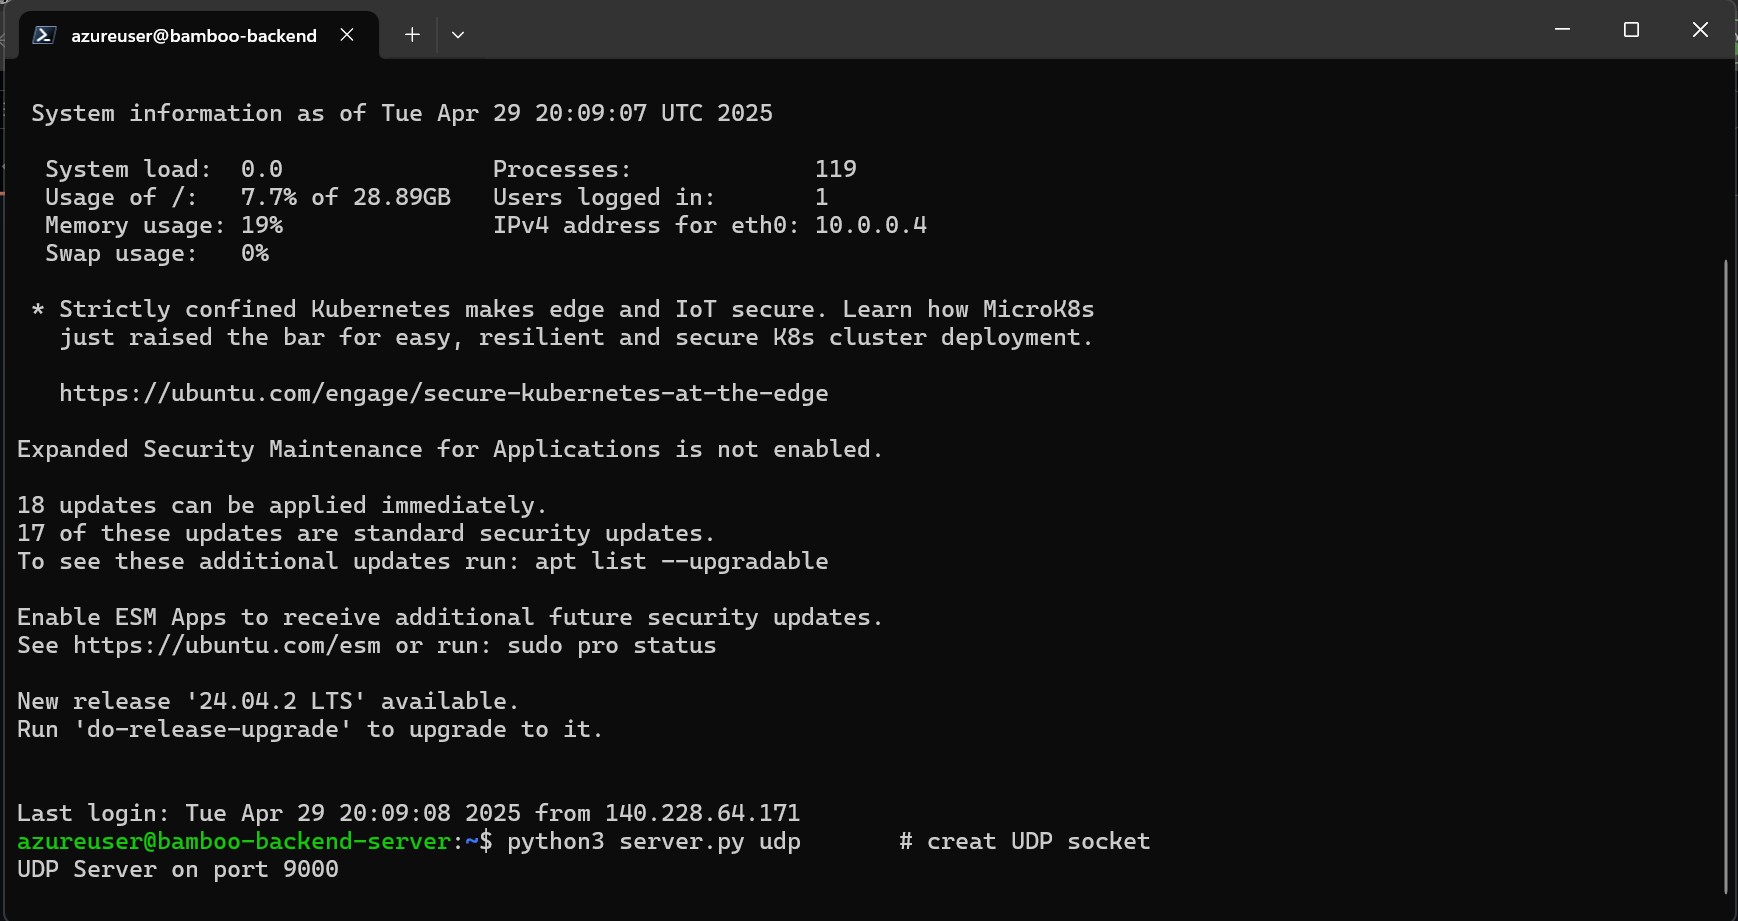 azureuser@bamboo-backend
System information as of Tue Apr 29 20:09:07 UTC 2025
System load: 0.0 Processes: 119
Usage of /: 7.7% of 28.89GB Users logged in: 1
Memory usage: 19% IPv4 address for eth0: 10.0.0.4
Swap usage: 0%
* Strictly confined Kubernetes makes edge and IoT secure. Learn how MicroK8s
just raised the bar for easy, resilient and secure K8s cluster deployment.
https://ubuntu.com/engage/secure-kubernetes-at-the-edge
Expanded Security Maintenance for Applications is not enabled.
18 updates can be applied immediately.
17 of these updates are standard security updates.
To see these additional updates run: apt list --upgradable
Enable ESM Apps to receive additional future security updates.
See https://ubuntu.com/esm or run: sudo pro status
New release '24.04.2 LTS' available.
Run 'do-release-upgrade' to upgrade to it.
Last login: Tue Apr 29 20:09:08 2025 from 140.228.64.171
azureuser@bamboo-backend-server:~$ python3 server.py udp # creat UDP socket
UDP Server on port 9000